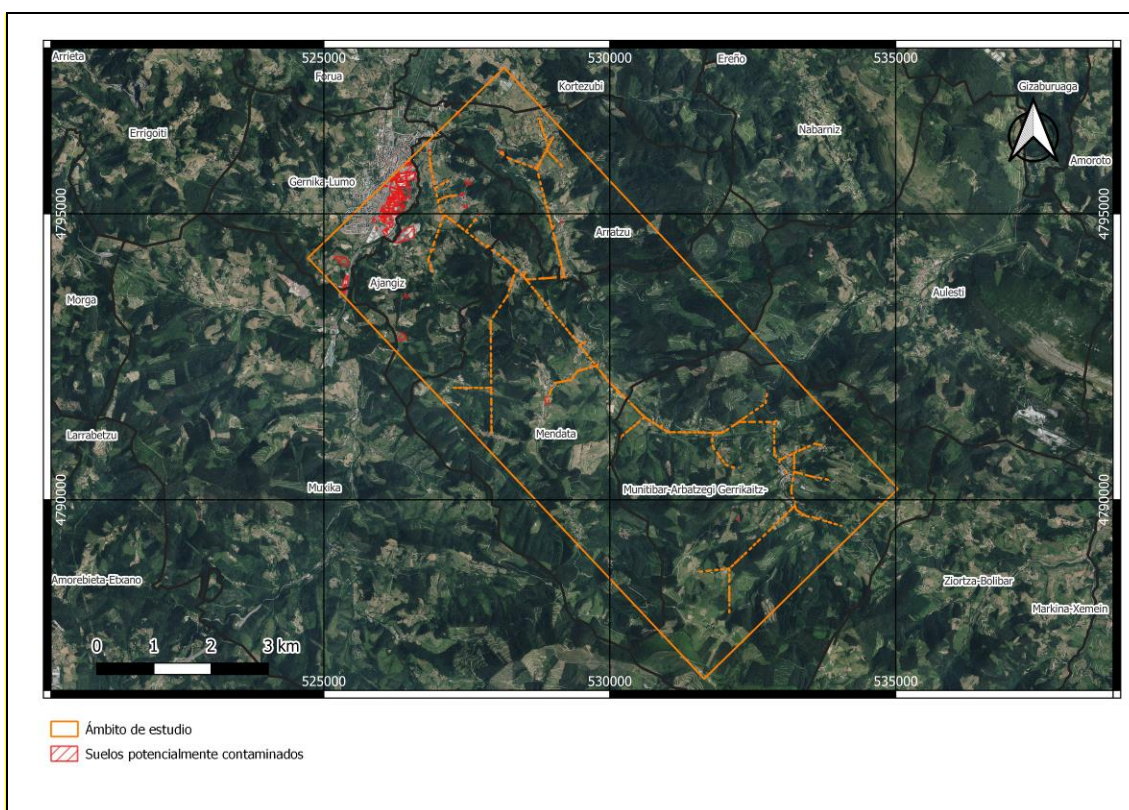 525000
530000
535000
Arrieta
Forua
Ereño
Kortezubi
Gizaburuaga
Errigoiti
Nabarniz
Amoroto
Gernika-Lumo
4795000
4795000
Arratzu
Ajangiz
Morga
Aulesti
Larrabetzu
Mendata
Muxika
Munitibar-Arbatzegi Gerrikaitz-
4790000
4790000
Amorebieta-Etxano
Ziortza-Bolibar
Markina-Xemein
0 1 2 3 km
525000
530000
535000
Ámbito de estudio
Suelos potencialmente contaminados